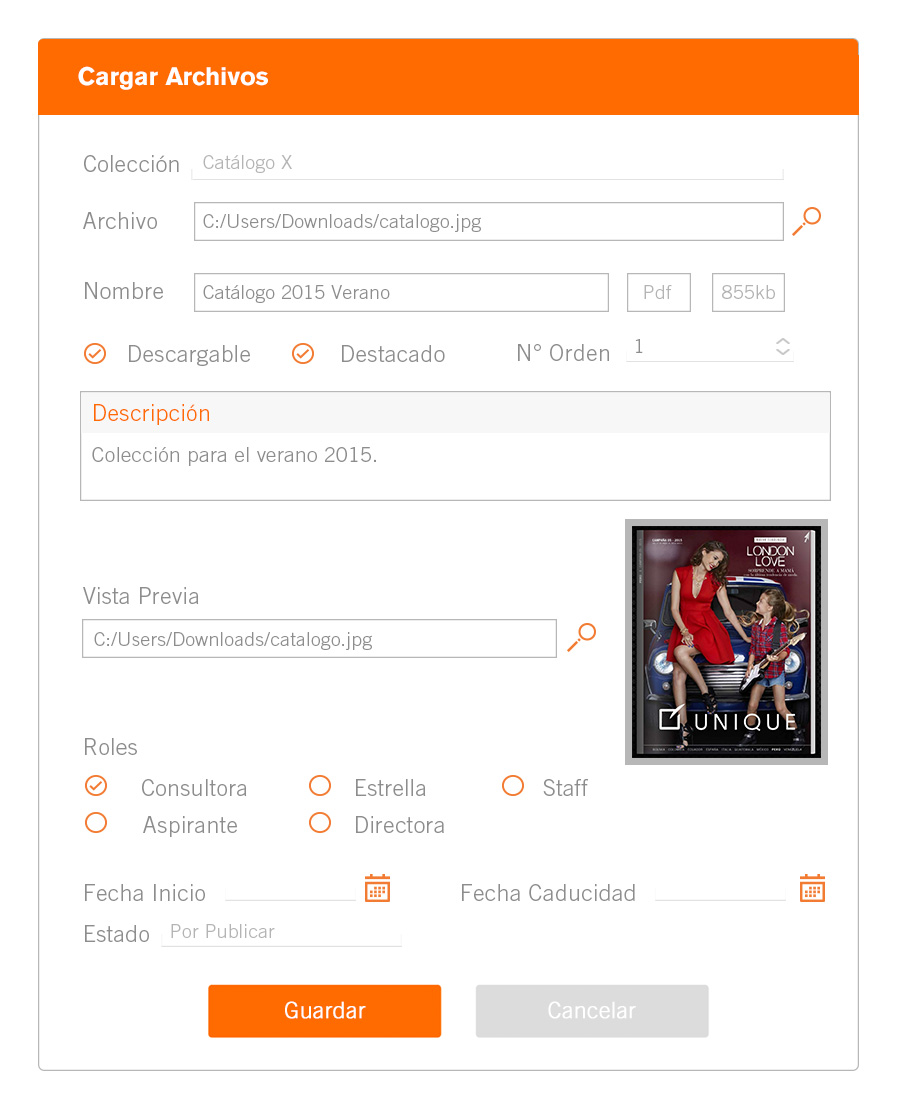 Cargar Archivos
Colección Catálogo X
Archivo C:/Users/Downloads/catalogo.jpg
Nombre Catálogo 2015 Verano Pdf 855kb
Descargable Destacado N° Orden 1
Descripción
Colección para el verano 2015.
LONDON
LOVE
SORPRENDE A MAMÁ
UNIQUE
Vista Previa
C:/Users/Downloads/catalogo.jpg
Roles
Consultora Estrella Staff
Aspirante Directora
Fecha Inicio Fecha Caducidad
Estado Por Publicar
Guardar Cancelar